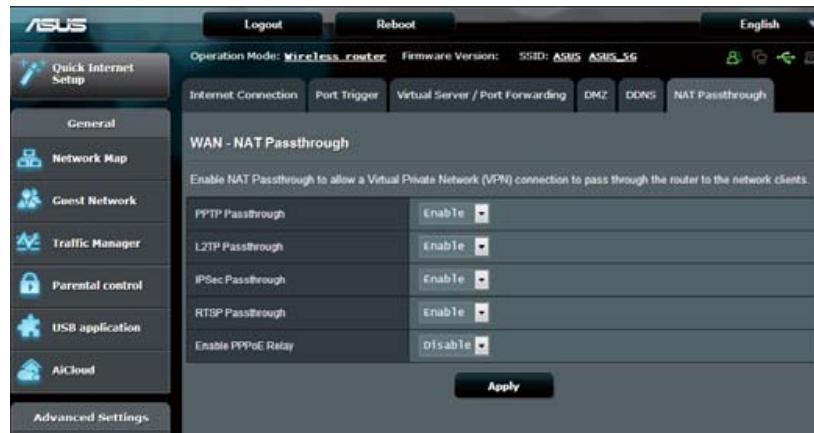 ASUS
Logout Reboot English
Quick Internet Setup
Operation Mode: Wireless router Firmware Version: SSID: ASUS ASUS_5G
Internet Connection Port Trigger Virtual Server / Port Forwarding DMZ DDNS NAT Passthrough
General
Network Map
Guest Network
Traffic Manager
Parental control
USB application
AiCloud
Advanced Settings
WAN - NAT Passthrough
Enable NAT Passthrough to allow a Virtual Private Network (VPN) connection to pass through the router to the network clients.
PPTP Passthrough Enable
L2TP Passthrough Enable
IPSec Passthrough Enable
RTSP Passthrough Enable
Enable PPPoE Relay Disable
Apply